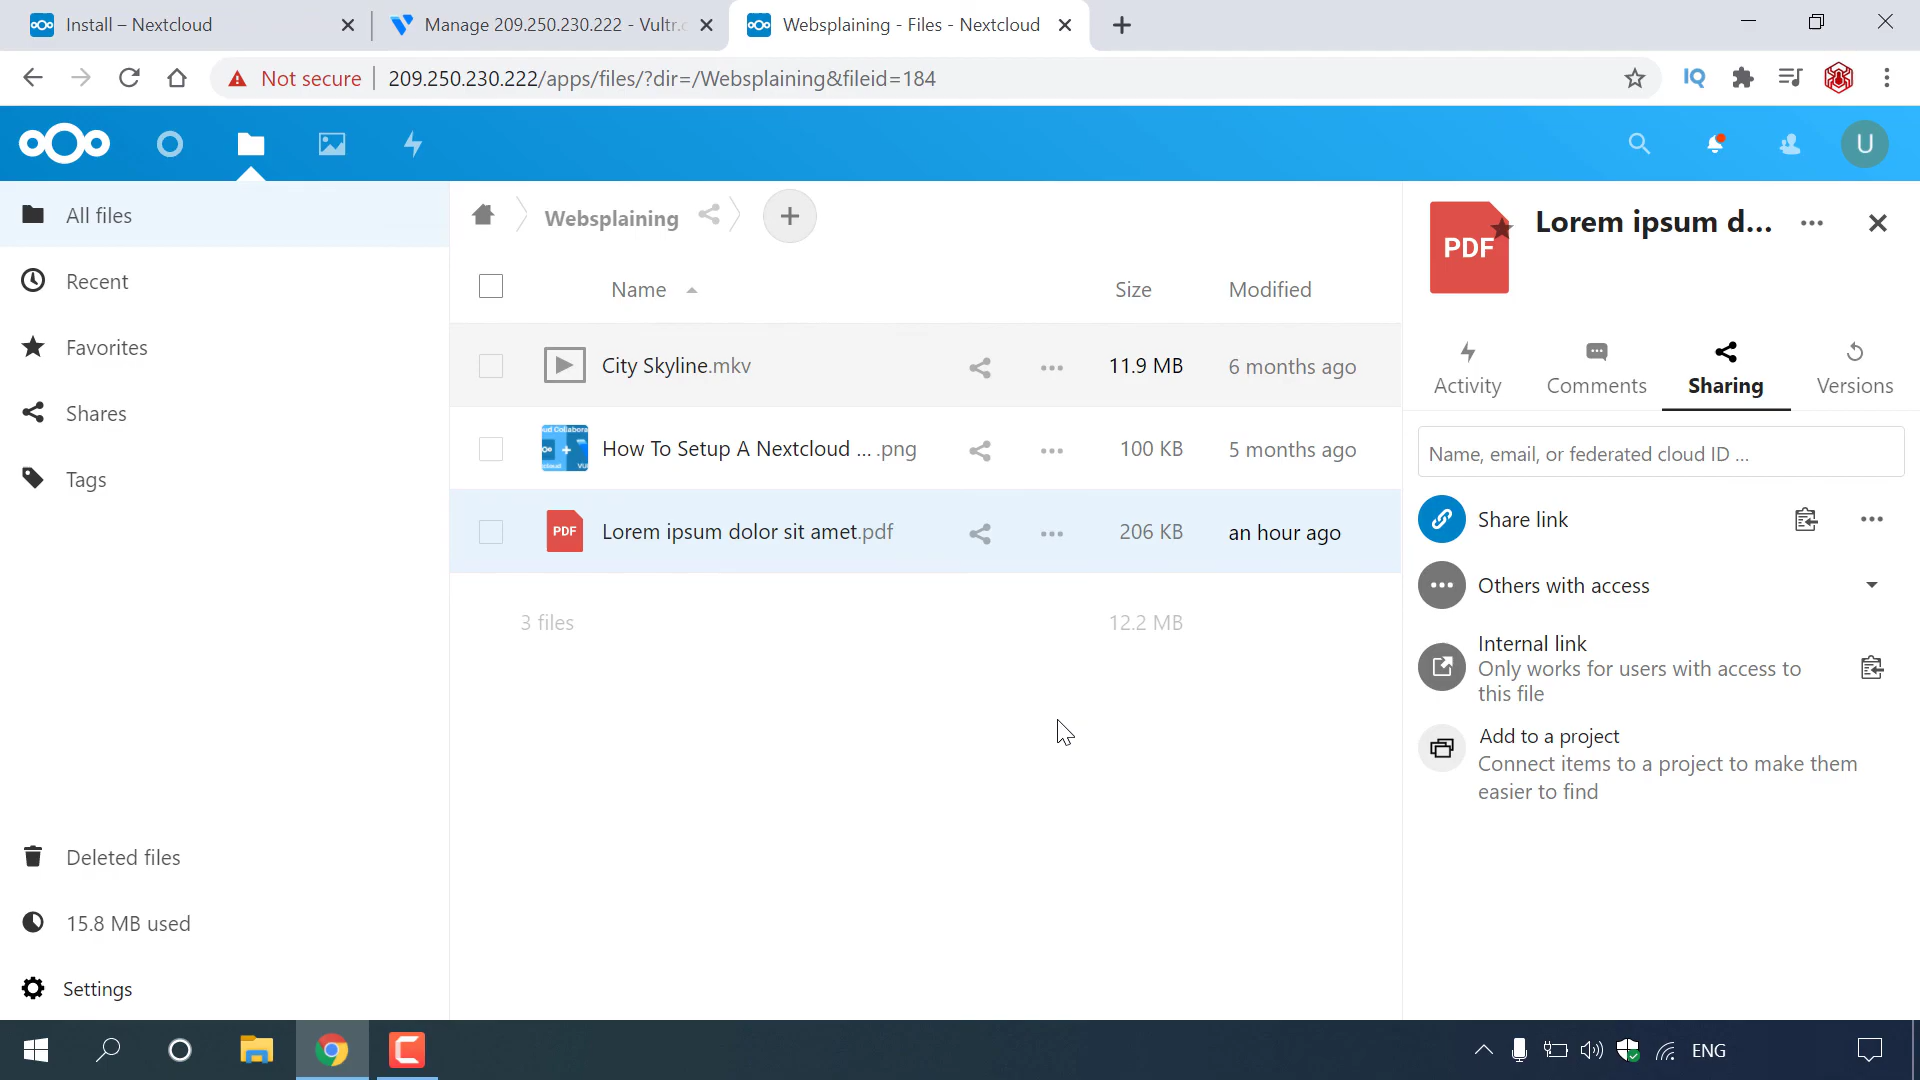 Install – Nextcloud
Manage 209.250.230.222 - Vultr.c
Websplaining - Files - Nextcloud
Not secure
209.250.230.222/apps/files/?dir=/Websplaining&fileid=184
IQ
U
All files
Recent
Favorites
Shares
Tags
Deleted files
15.8 MB used
Settings
Websplaining
Name
Size
Modified
City Skyline.mkv
11.9 MB
6 months ago
How To Setup A Nextcloud ... .png
100 KB
5 months ago
PDF
Lorem ipsum dolor sit amet.pdf
206 KB
an hour ago
3 files
12.2 MB
PDF
Lorem ipsum d...
Activity
Comments
Sharing
Versions
Name, email, or federated cloud ID ...
Share link
Others with access
Internal link
Only works for users with access to
this file
Add to a project
Connect items to a project to make them
easier to find
ENG